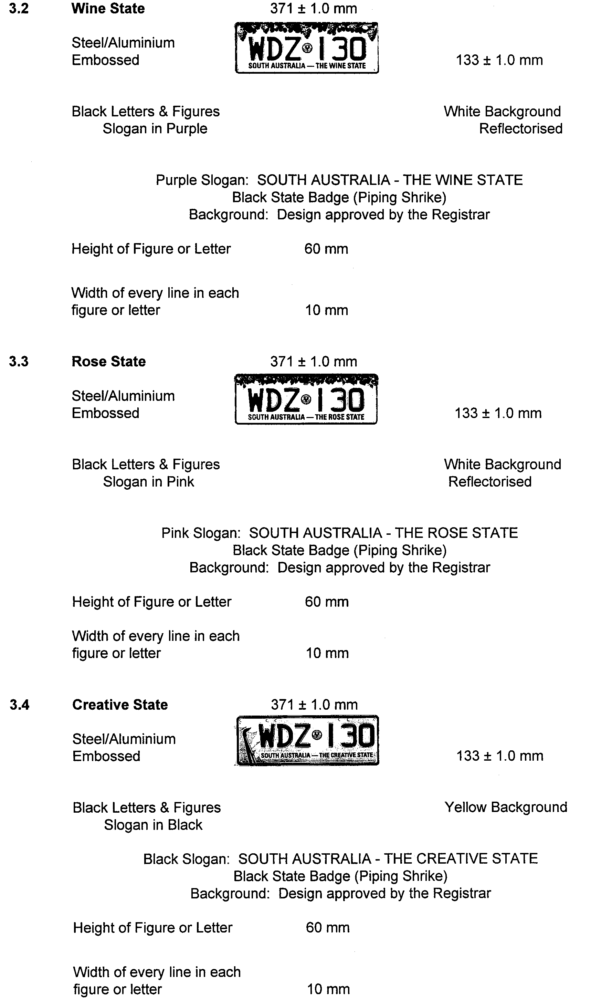 3.2 Wine State 371 ± 1.0 mm
WDZ 130
SOUTH AUSTRALIA — THE WINE STATE
Steel/Aluminium
Embossed 133 ± 1.0 mm
Black Letters & Figures White Background
Slogan in Purple Reflectorised
Purple Slogan: SOUTH AUSTRALIA - THE WINE STATE
Black State Badge (Piping Shrike)
Background: Design approved by the Registrar
Height of Figure or Letter 60 mm
Width of every line in each
figure or letter 10 mm
3.3 Rose State 371 ± 1.0 mm
WDZ 130
SOUTH AUSTRALIA — THE ROSE STATE
Steel/Aluminium
Embossed 133 ± 1.0 mm
Black Letters & Figures White Background
Slogan in Pink Reflectorised
Pink Slogan: SOUTH AUSTRALIA - THE ROSE STATE
Black State Badge (Piping Shrike)
Background: Design approved by the Registrar
Height of Figure or Letter 60 mm
Width of every line in each
figure or letter 10 mm
3.4 Creative State 371 ± 1.0 mm
WDZ 130
SOUTH AUSTRALIA — THE CREATIVE STATE
Steel/Aluminium
Embossed 133 ± 1.0 mm
Black Letters & Figures Yellow Background
Slogan in Black
Black Slogan: SOUTH AUSTRALIA - THE CREATIVE STATE
Black State Badge (Piping Shrike)
Background: Design approved by the Registrar
Height of Figure or Letter 60 mm
Width of every line in each
figure or letter 10 mm